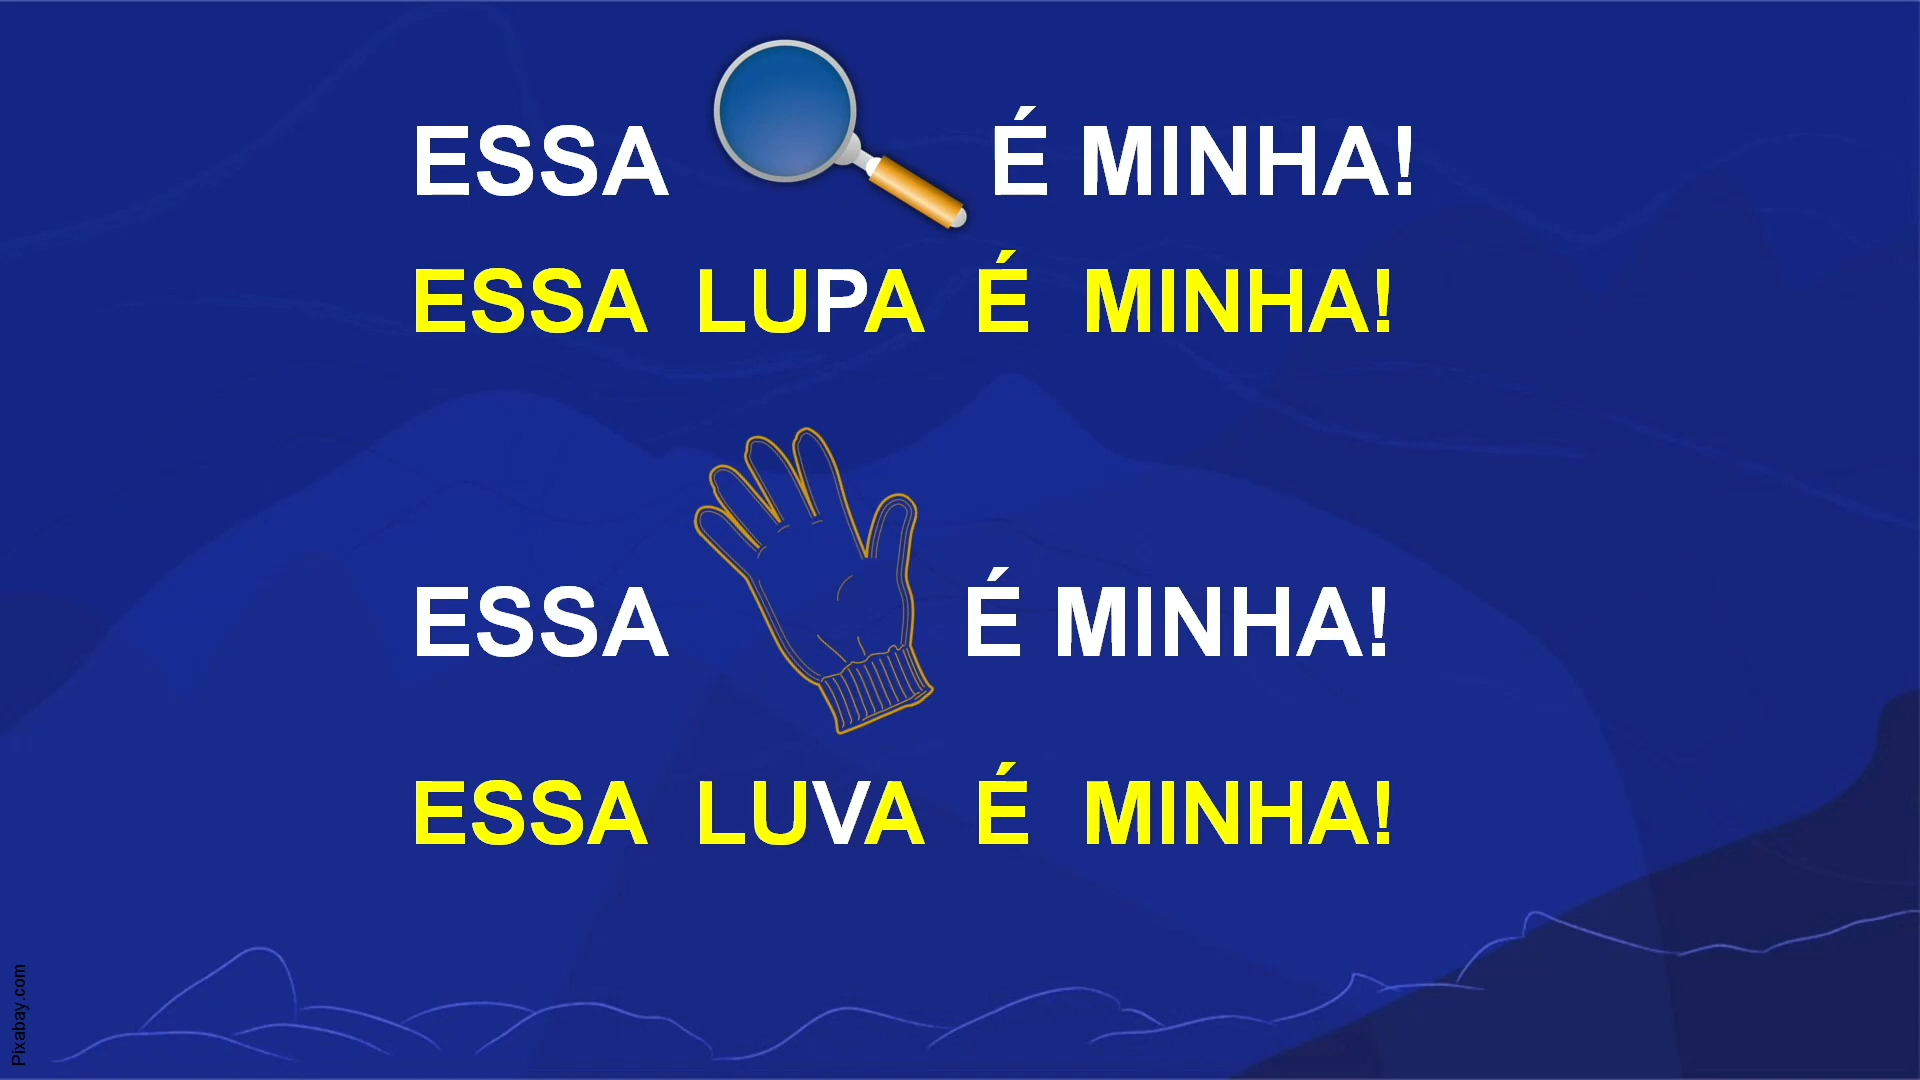 ESSA É MINHA!
ESSA LUPA É MINHA!
ESSA É MINHA!
ESSA LUVA É MINHA!
Pixabay.com